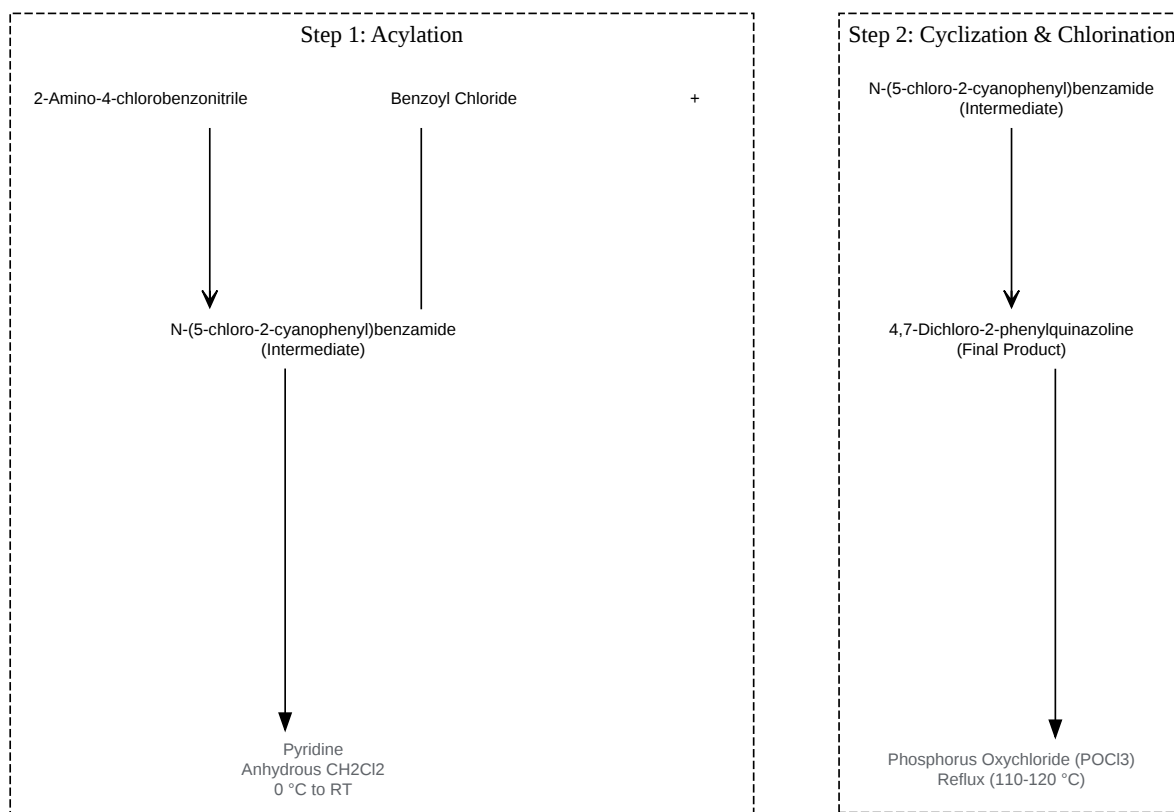 Step 1: Acylation
2-Amino-4-chlorobenzonitrile
Benzoyl Chloride
+
N-(5-chloro-2-cyanophenyl)benzamide
(Intermediate)
Pyridine
Anhydrous CH2Cl2
0 °C to RT
Step 2: Cyclization & Chlorination
N-(5-chloro-2-cyanophenyl)benzamide
(Intermediate)
4,7-Dichloro-2-phenylquinazoline
(Final Product)
Phosphorus Oxychloride (POCl3)
Reflux (110-120 °C)